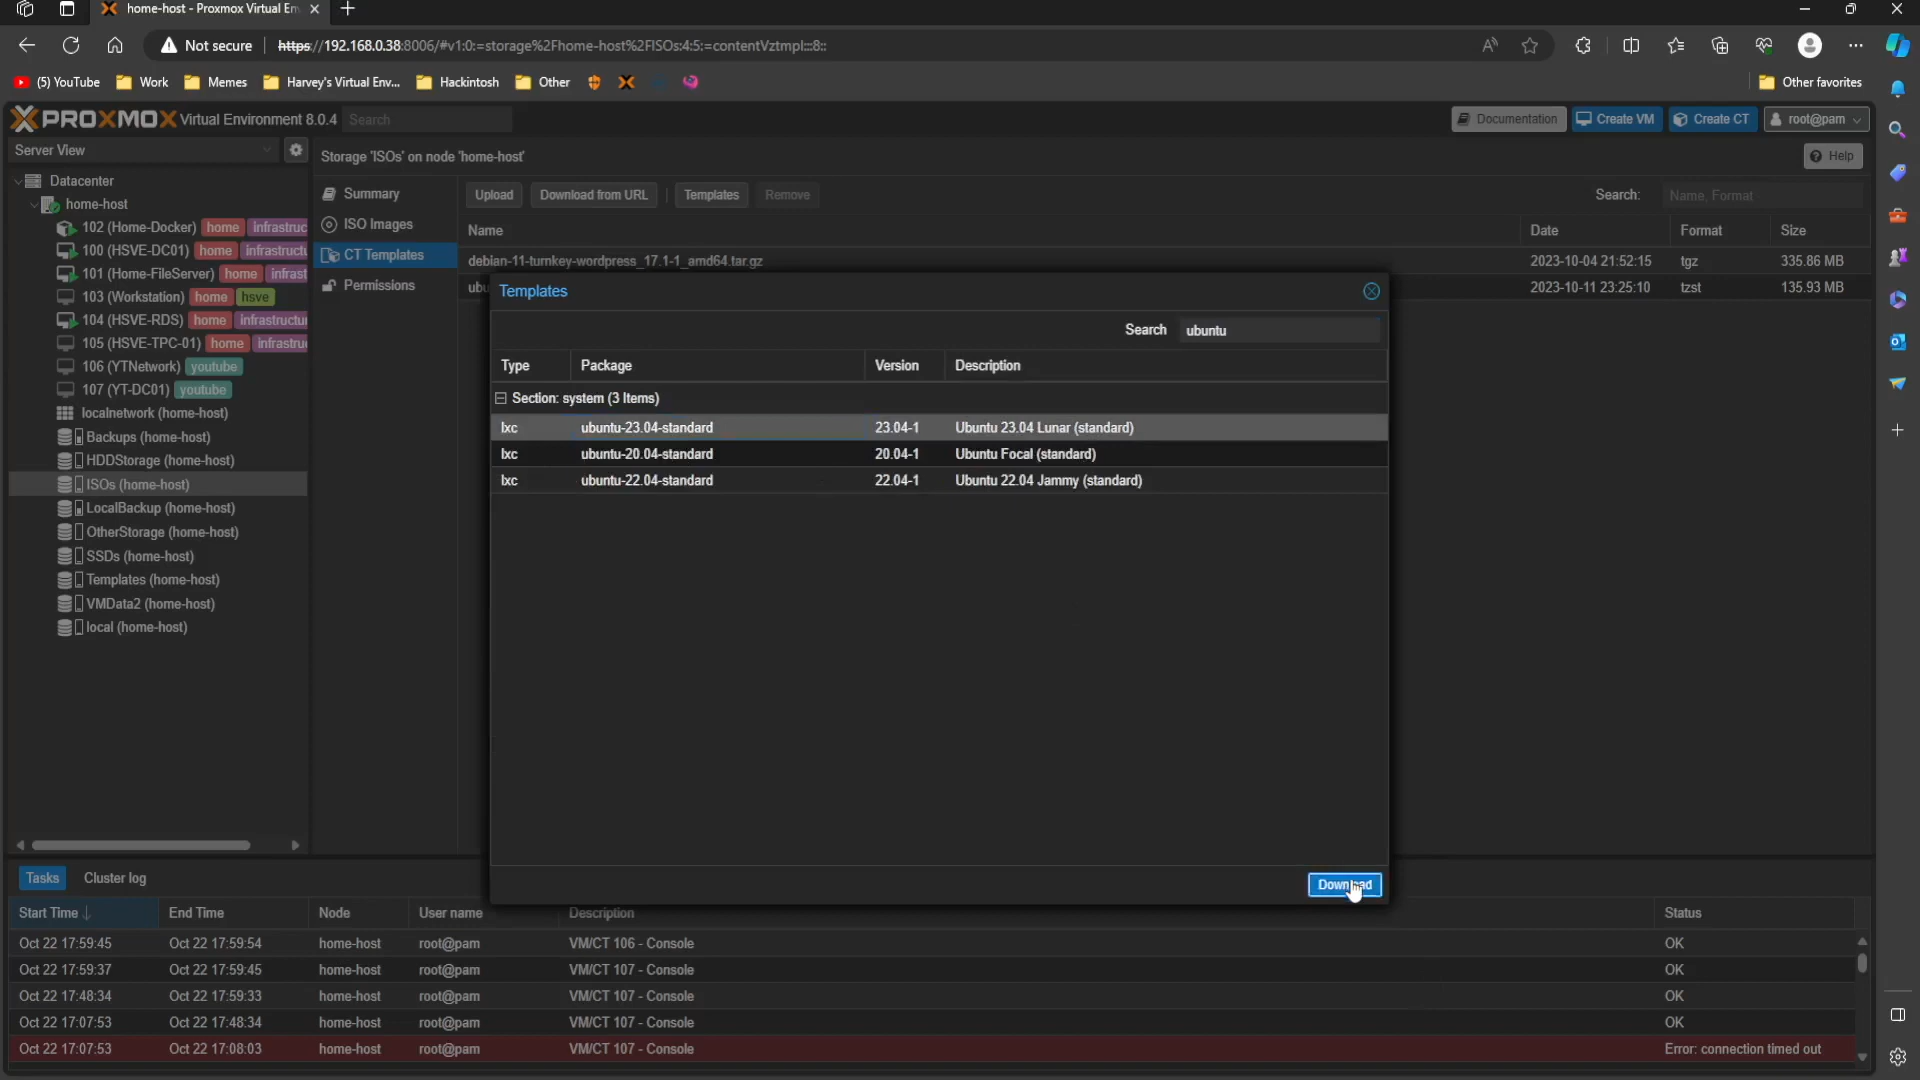 home-host - Proxmox Virtual En
Not secure
https://192.168.0.38:8006/#v1:0:=storage%2Fhome-host%2FISOs:4:5:=contentVztmpl:::8::
(5) YouTube
Work
Memes
Harvey's Virtual Env...
Hackintosh
Other
Other favorites
PROXMOX Virtual Environment 8.0.4
Search
Documentation
Create VM
Create CT
root@pam
Server View
Storage 'ISOs' on node 'home-host'
Help
Datacenter
home-host
102 (Home-Docker) home infrastruc
100 (HSVE-DC01) home infrastructu
101 (Home-FileServer) home infrast
103 (Workstation) home hsve
104 (HSVE-RDS) home infrastructu
105 (HSVE-TPC-01) home infrastru
106 (YTNetwork) youtube
107 (YT-DC01) youtube
localnetwork (home-host)
Backups (home-host)
HDDStorage (home-host)
ISOs (home-host)
LocalBackup (home-host)
OtherStorage (home-host)
SSDs (home-host)
Templates (home-host)
VMData2 (home-host)
local (home-host)
Summary
ISO Images
CT Templates
Permissions
Upload
Download from URL
Templates
Remove
Search:
Name, Format
Name
Date
Format
Size
debian-11-turnkey-wordpress_17.1-1_amd64.tar.gz
2023-10-04 21:52:15
tgz
335.86 MB
ubu
2023-10-11 23:25:10
tzst
135.93 MB
Templates
Search
ubuntu
Type
Package
Version
Description
Section: system (3 Items)
lxc
ubuntu-23.04-standard
23.04-1
Ubuntu 23.04 Lunar (standard)
lxc
ubuntu-20.04-standard
20.04-1
Ubuntu Focal (standard)
lxc
ubuntu-22.04-standard
22.04-1
Ubuntu 22.04 Jammy (standard)
Download
Tasks
Cluster log
Start Time
End Time
Node
User name
Description
Status
Oct 22 17:59:45
Oct 22 17:59:54
home-host
root@pam
VM/CT 106 - Console
OK
Oct 22 17:59:37
Oct 22 17:59:45
home-host
root@pam
VM/CT 107 - Console
OK
Oct 22 17:48:34
Oct 22 17:59:33
home-host
root@pam
VM/CT 107 - Console
OK
Oct 22 17:07:53
Oct 22 17:48:34
home-host
root@pam
VM/CT 107 - Console
OK
Oct 22 17:07:53
Oct 22 17:08:03
home-host
root@pam
VM/CT 107 - Console
Error: connection timed out